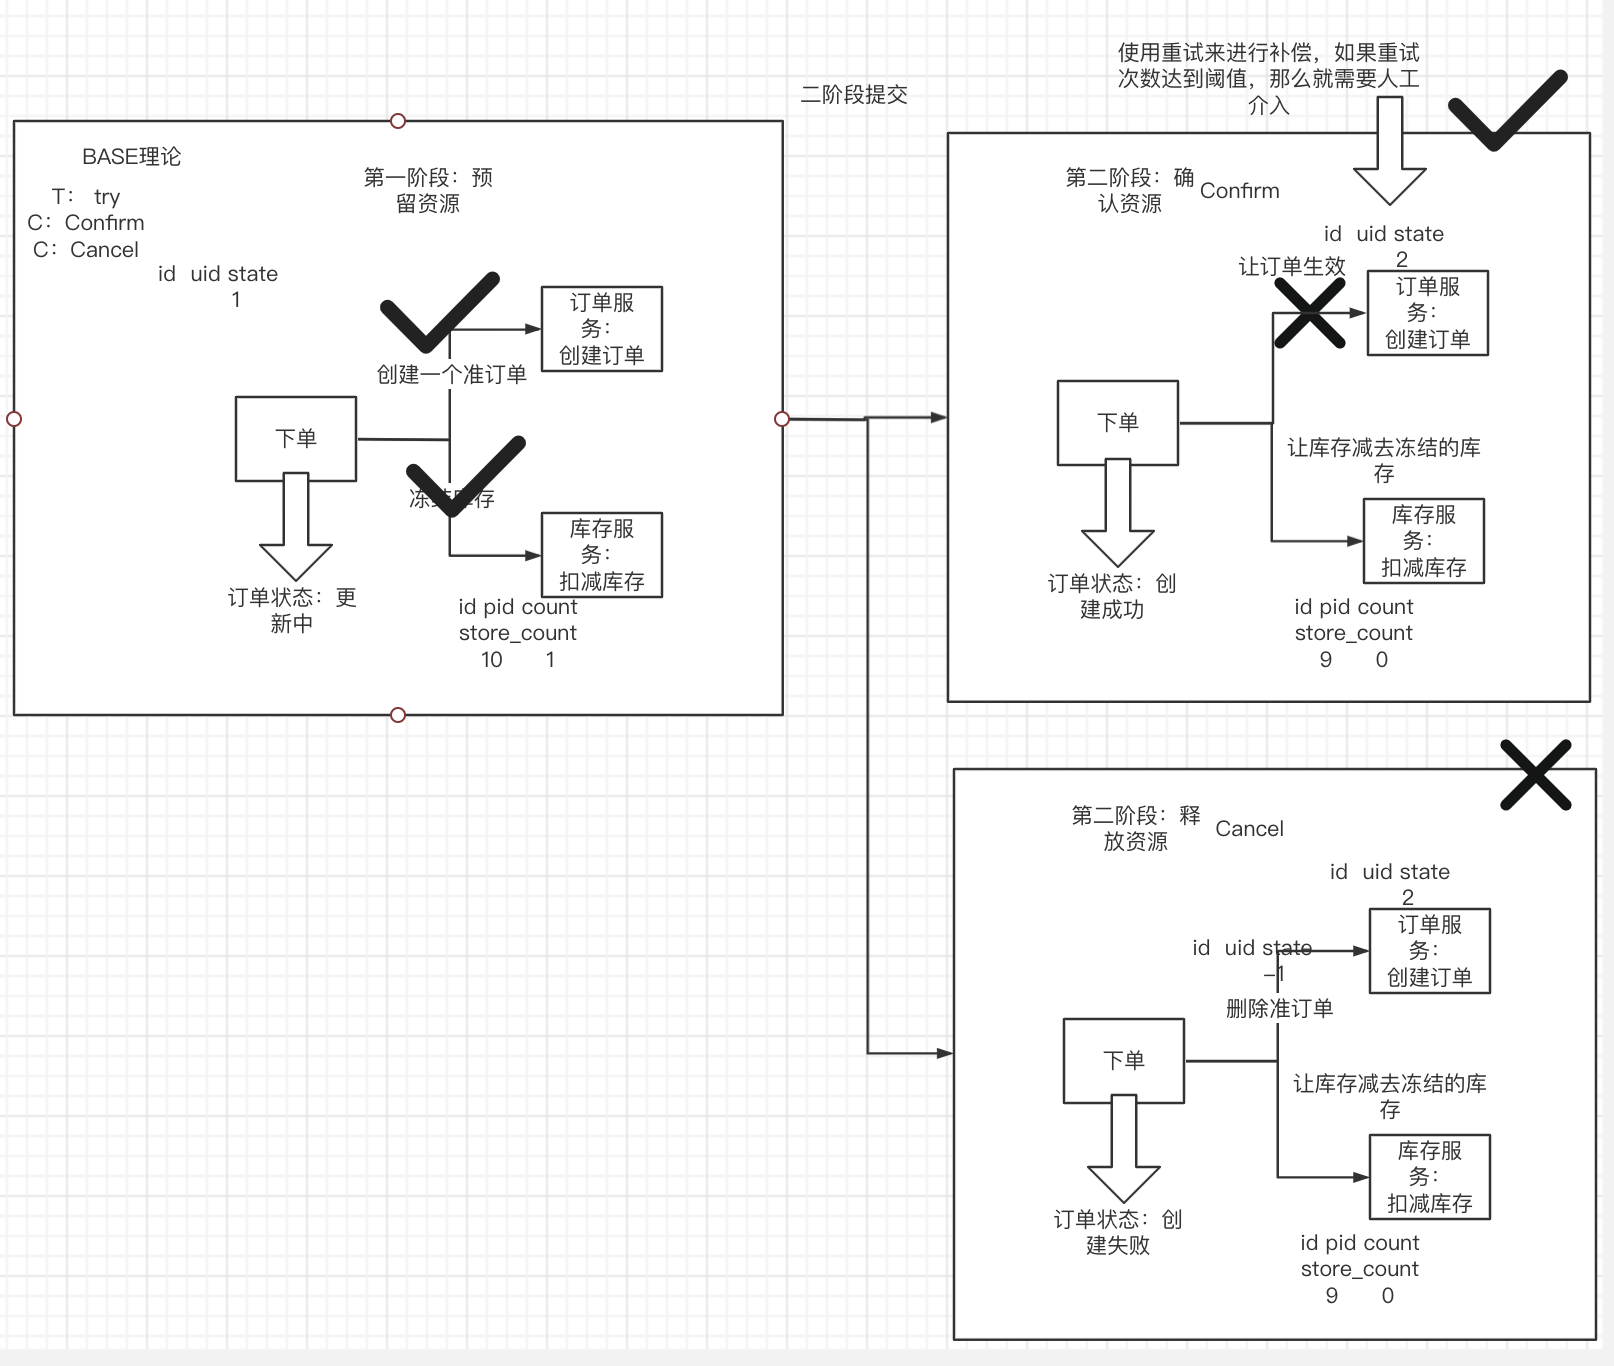 使用重试来进行补偿，如果重试
次数达到阈值，那么就需要人工
介入
二阶段提交
BASE理论
T： try
C：Confirm
C：Cancel
第一阶段：预
留资源
id uid state
1
订单服
务：
创建订单
创建一个准订单
下单
冻结库存
库存服
务：
扣减库存
订单状态：更
新中
id pid count
store_count
10 1
第二阶段：确
认资源
Confirm
id uid state
2
让订单生效
订单服
务：
创建订单
下单
让库存减去冻结的库
存
库存服
务：
扣减库存
订单状态：创
建成功
id pid count
store_count
9 0
第二阶段：释
放资源
Cancel
id uid state
2
订单服
务：
创建订单
id uid state
-1
删除准订单
下单
让库存减去冻结的库
存
库存服
务：
扣减库存
订单状态：创
建失败
id pid count
store_count
9 0